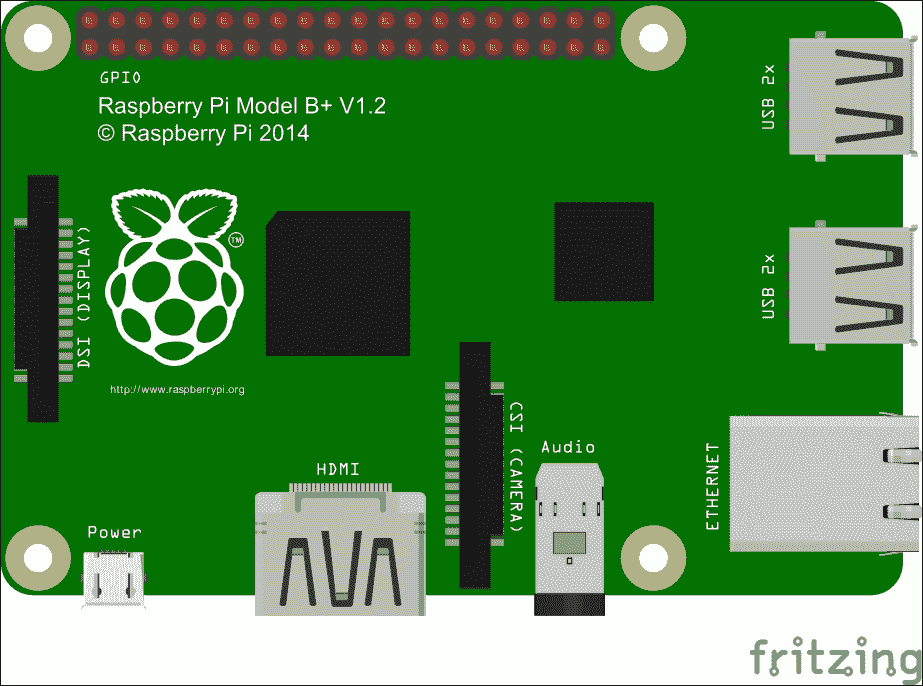 GPIO
Raspberry Pi Model B+ V1.2
© Raspberry Pi 2014
USB 2x
DSI (DISPLAY)
TM
USB 2x
http://www.raspberrypi.org
CSI (CAMERA)
Audio
HDMI
ETHERNET
Power
fritzing